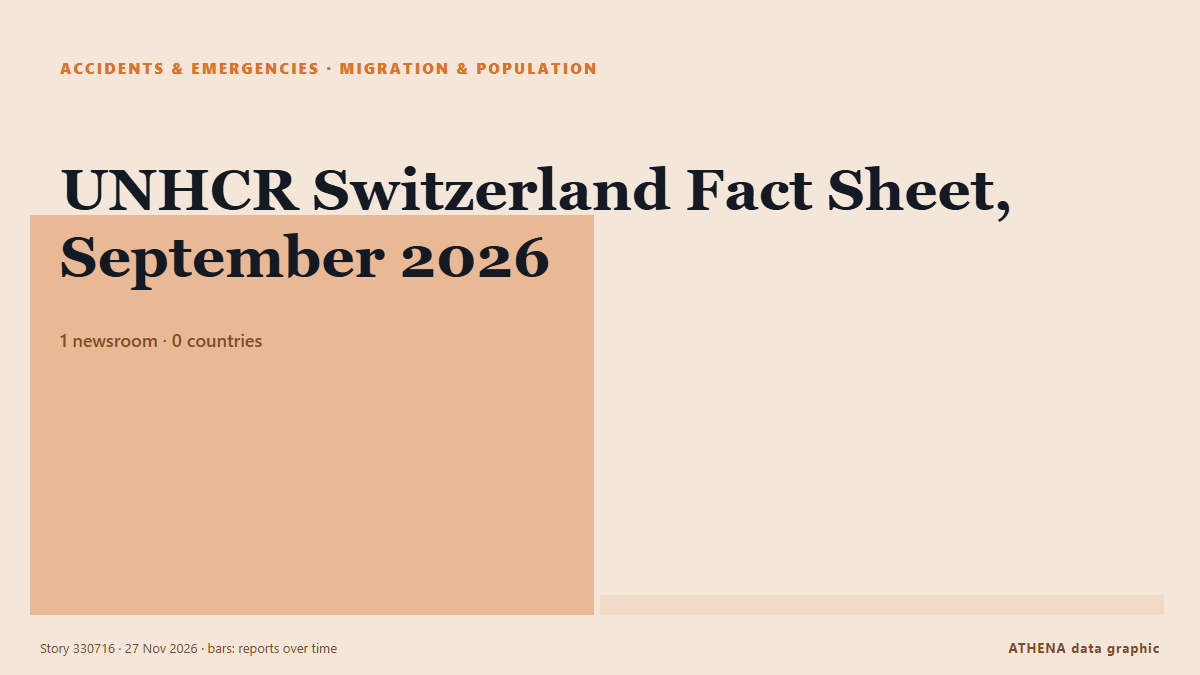 ACCIDENTS & EMERGENCIES · MIGRATION & POPULATION
UNHCR Switzerland Fact Sheet,
September 2026
1 newsroom · 0 countries
Story 330716 · 27 Nov 2026 · bars: reports over time
ATHENA data graphic